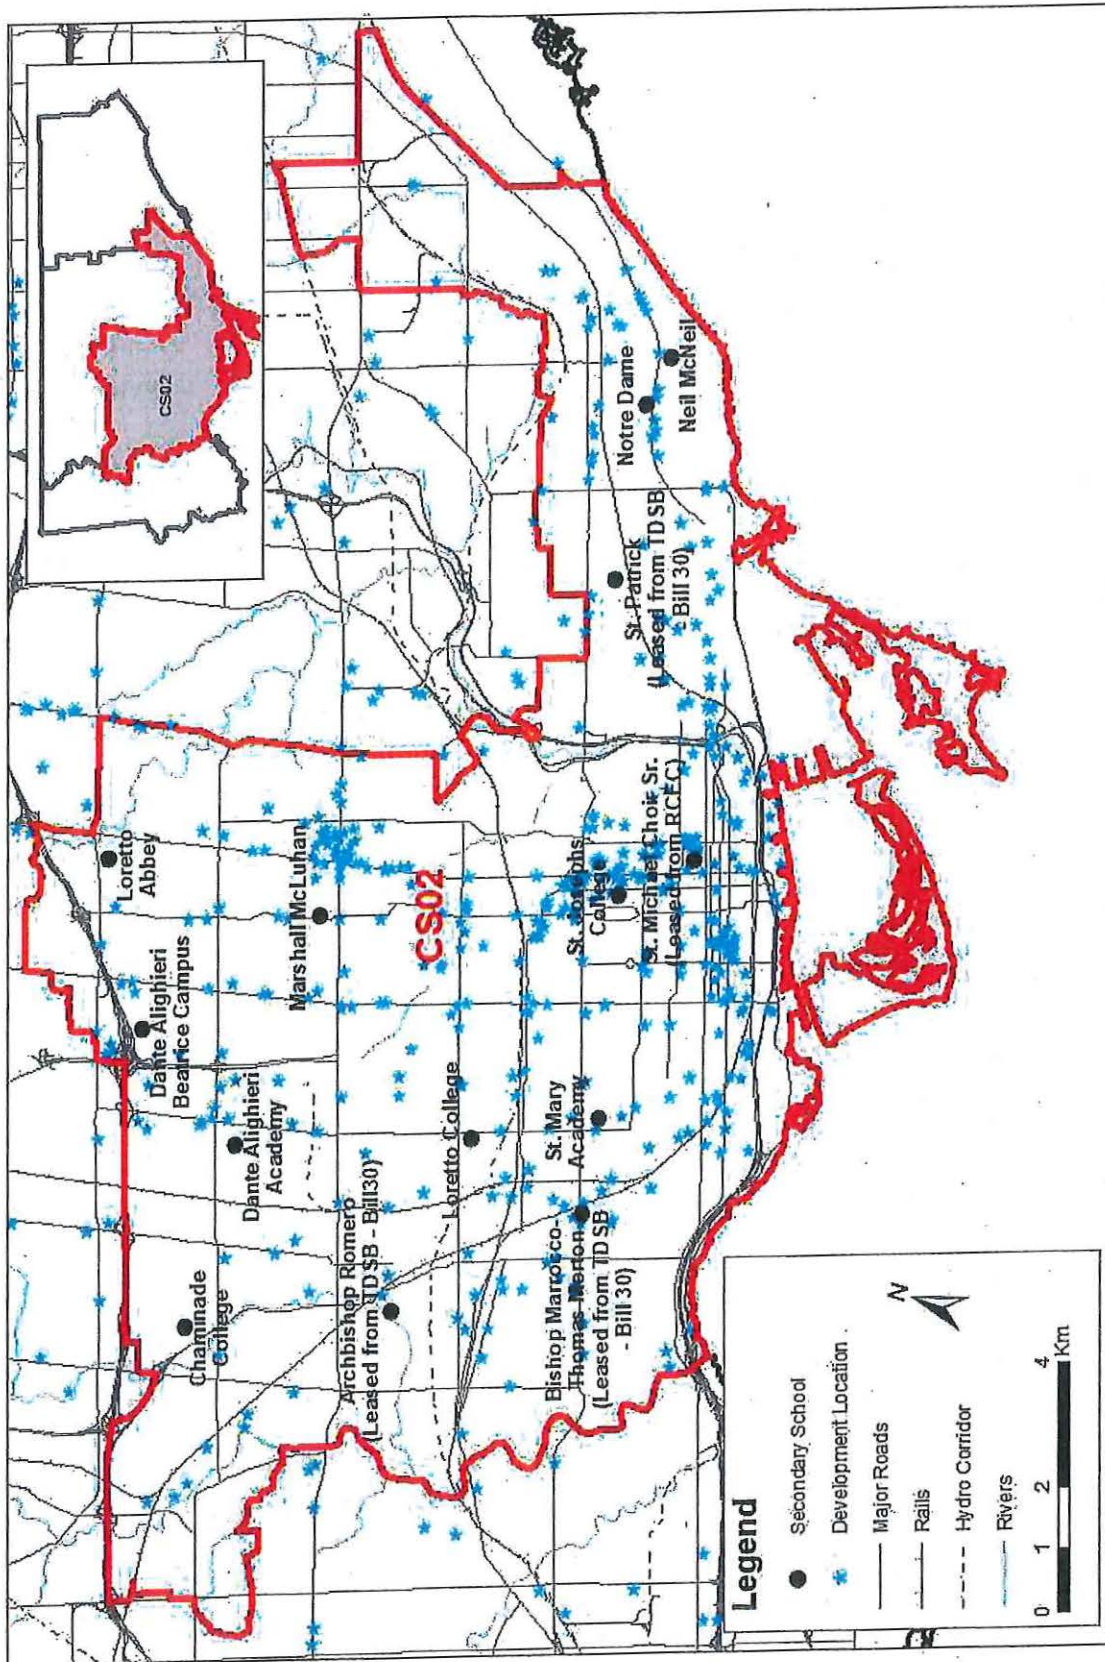 CS02
Loretto
Abbey
Dante Alighieri
Beatrice Campus
Marshall McLuhan
Dante Alighieri
Academy
Chaminade
College
CS02
Archbishop Romero
(Leased from TDSB - Bill30)
Loretto College
St. Mary
Academy
Bishop Marrocco-
Thomas Merton
(Leased from TDSB
- Bill 30)
St. Josephs
College
St. Michael Choir Sr.
(Leased from RCEC)
St. Patrick
(Leased from TDSB
- Bill 30)
Notre Dame
Neil McNeil
Legend
Secondary School
Development Location
Major Roads
Rails
Hydro Corridor
Rivers
N
0 1 2 4
Km